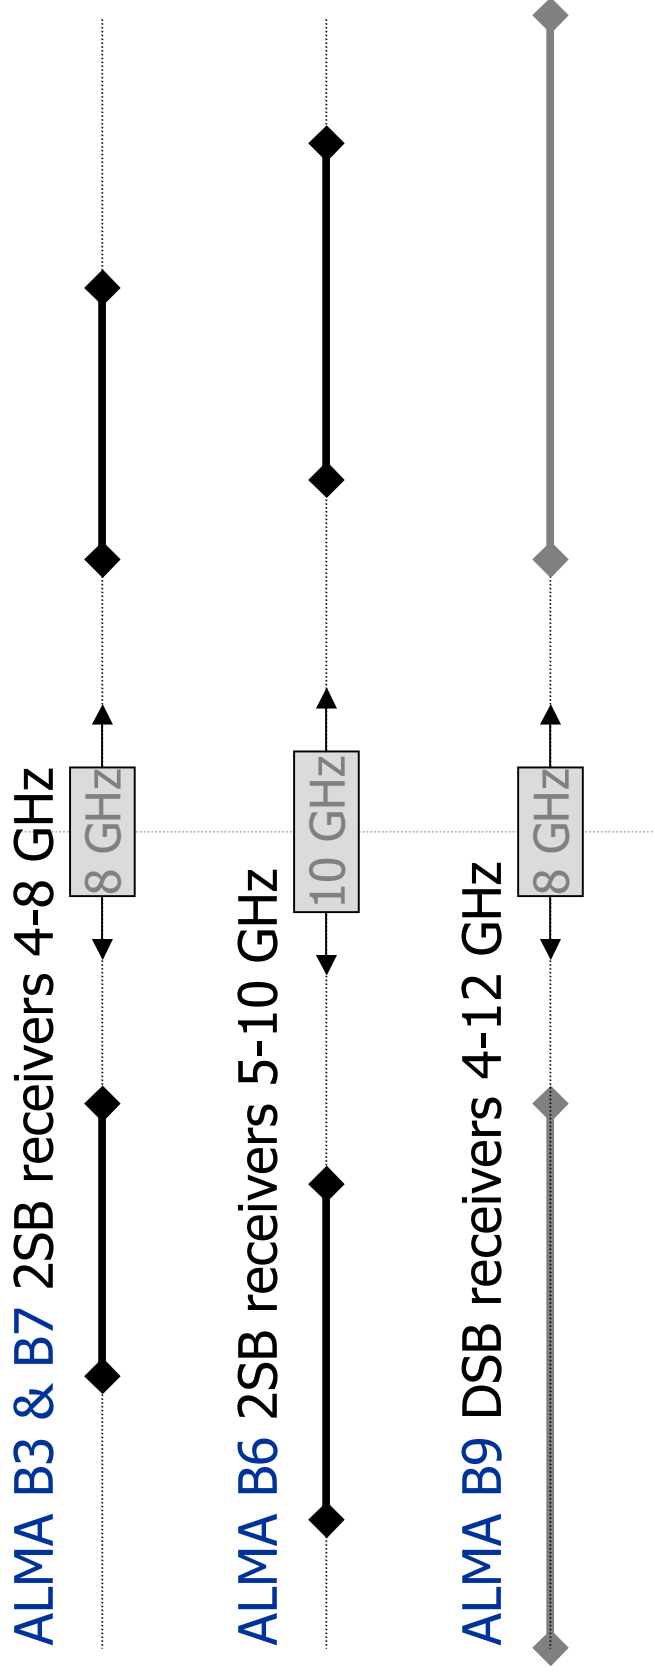 ALMA B3 & B7 2SB receivers 4-8 GHz
8 GHz
ALMA B6 2SB receivers 5-10 GHz
10 GHz
ALMA B9 DSB receivers 4-12 GHz
8 GHz